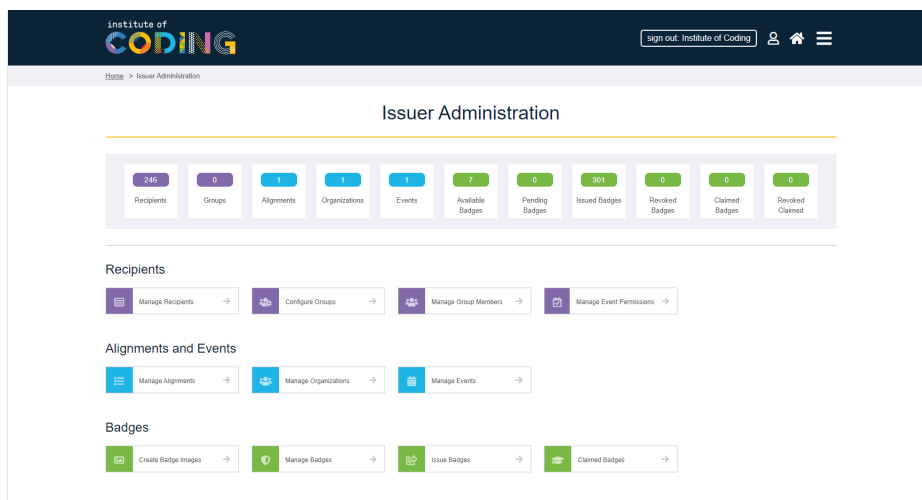 institute of
CODING
sign out: Institute of Coding
Home > Issuer Administration
Issuer Administration
246
Recipients
0
Groups
1
Alignments
1
Organizations
1
Events
7
Available
Badges
0
Pending
Badges
301
Issued Badges
0
Revoked
Badges
0
Claimed
Badges
0
Revoked
Claimed
Recipients
Manage Recipients
Configure Groups
Manage Group Members
Manage Event Permissions
Alignments and Events
Manage Alignments
Manage Organizations
Manage Events
Badges
Create Badge Images
Manage Badges
Issue Badges
Claimed Badges